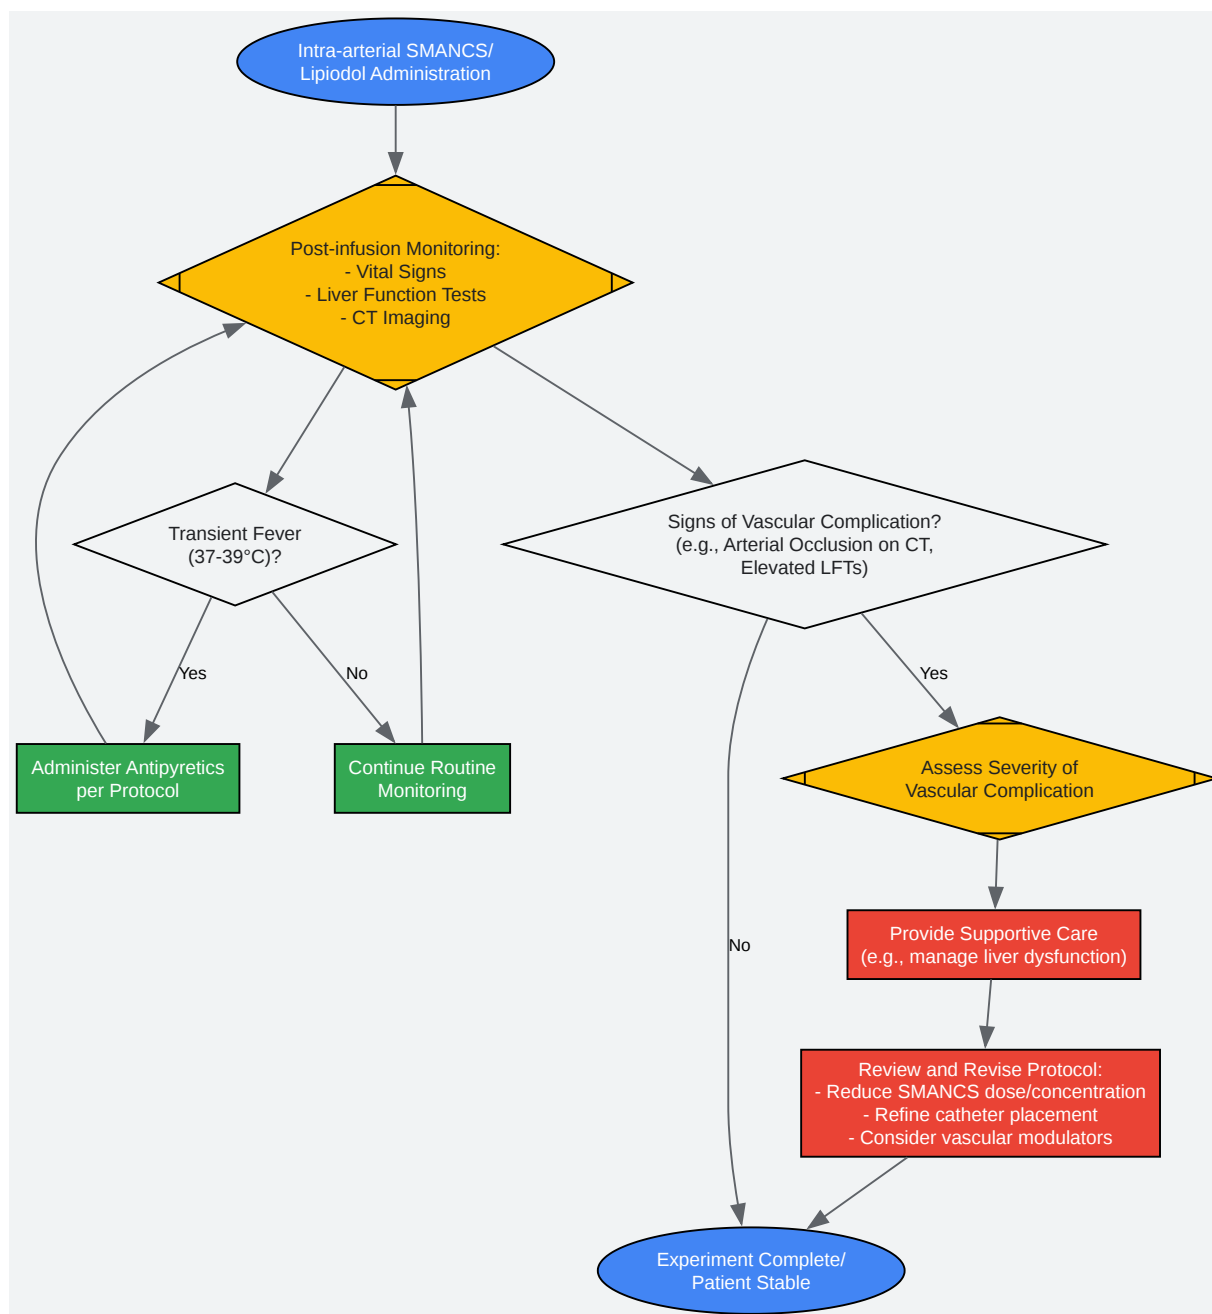 Intra-arterial SMANCS/
Lipiodol Administration
Post-infusion Monitoring:
- Vital Signs
- Liver Function Tests
- CT Imaging
Transient Fever
(37-39°C)?
Signs of Vascular Complication?
(e.g., Arterial Occlusion on CT,
Elevated LFTs)
Yes
No
Yes
Administer Antipyretics
per Protocol
Continue Routine
Monitoring
Assess Severity of
Vascular Complication
No
Provide Supportive Care
(e.g., manage liver dysfunction)
Review and Revise Protocol:
- Reduce SMANCS dose/concentration
- Refine catheter placement
- Consider vascular modulators
Experiment Complete/
Patient Stable